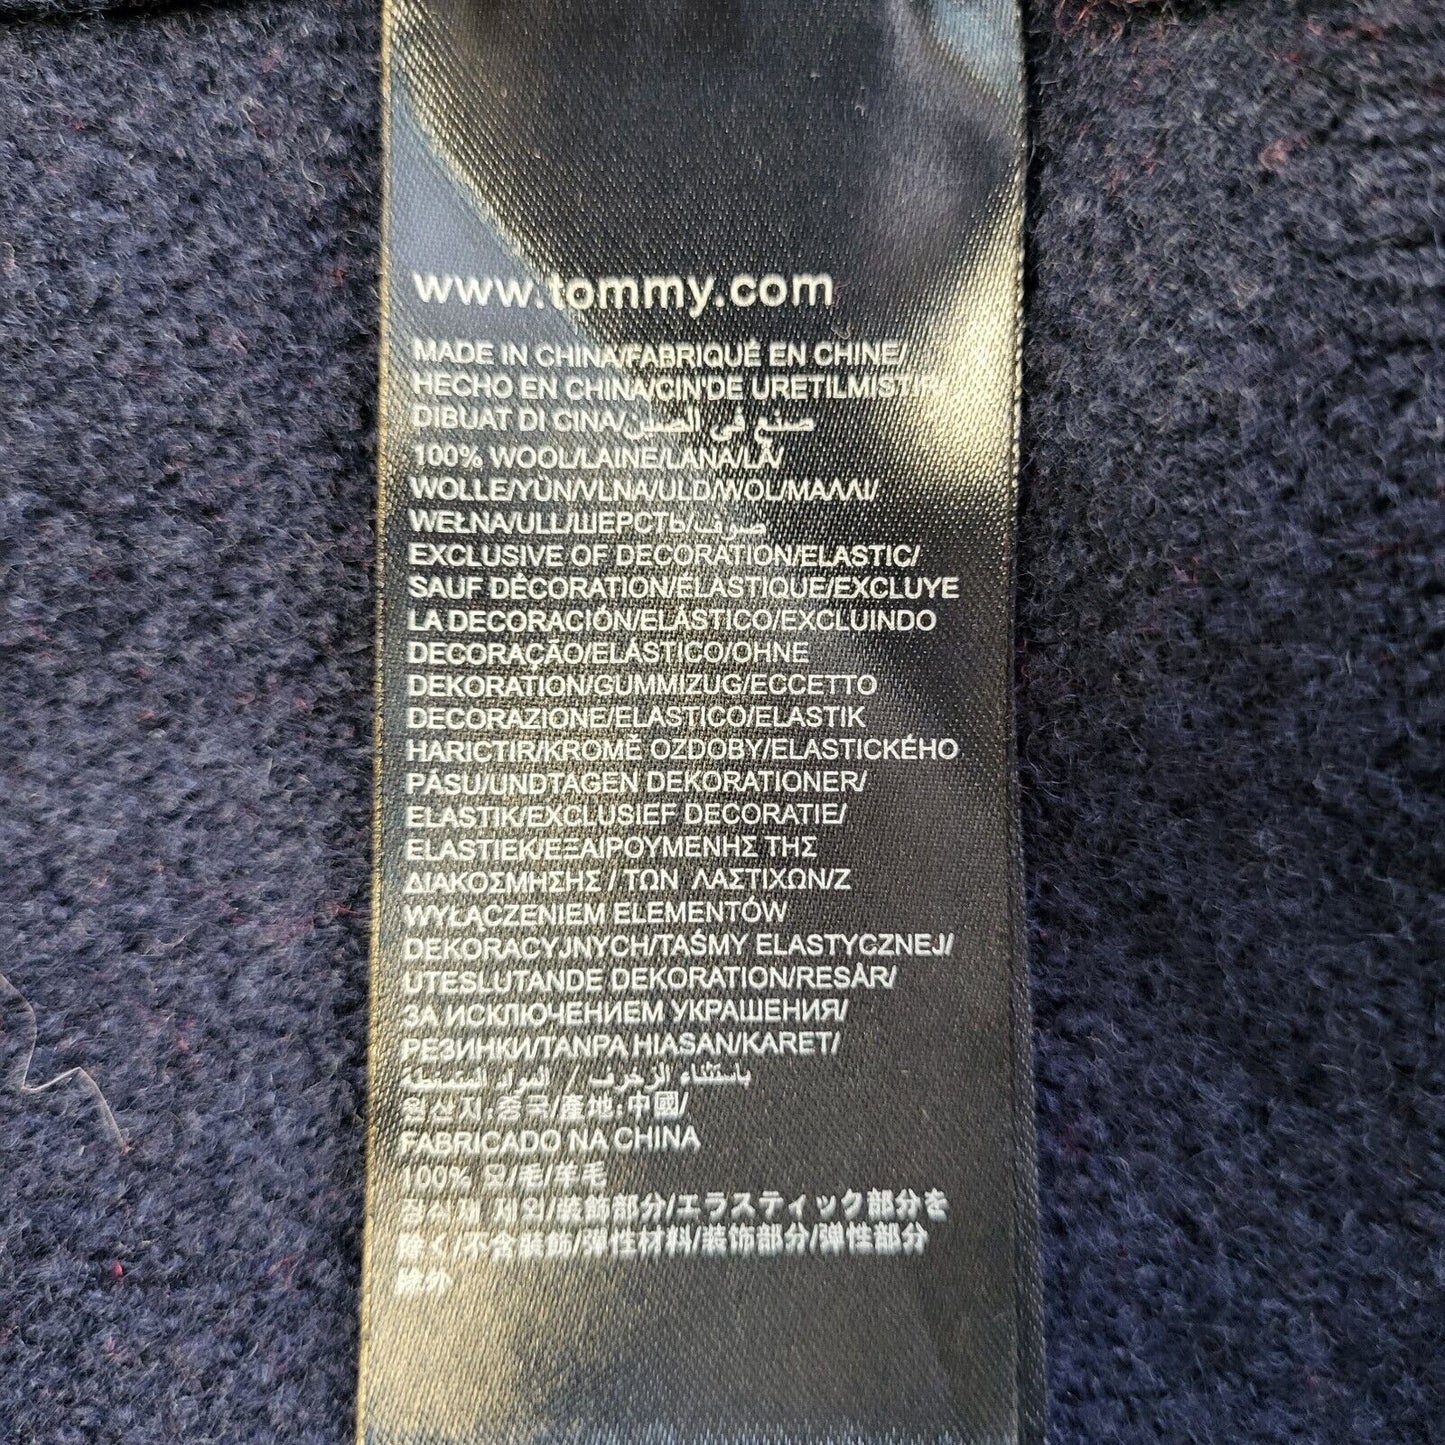 www.tommy.com
MADE IN CHINA/FABRIQUÉ EN CHINE/
HECHO EN CHINA/CIN'DE URETILMISTIR/
DIBUAT DI CINA/صنع في الصين
100% WOOL/LAINE/LANA/LÃ/
WOLLE/YÜN/VLNA/ULD/WOL/ΜΑΛΛΙ/
WEŁNA/ULL/ШЕРСТЬ/صوف
EXCLUSIVE OF DECORATION/ELASTIC/
SAUF DÉCORATION/ELASTIQUE/EXCLUYE
LA DECORACIÓN/ELÁSTICO/EXCLUINDO
DECORAÇÃO/ELÁSTICO/OHNE
DEKORATION/GUMMIZUG/ECCETTO
DECORAZIONE/ELASTICO/ELASTIK
HARICTIR/KROMĚ OZDOBY/ELASTICKÉHO
PÁSU/UNDTAGEN DEKORATIONER/
ELASTIK/EXCLUSIEF DECORATIE/
ELASTIEK/ΕΞΑΙΡΟΥΜΕΝΗΣ ΤΗΣ
ΔΙΑΚΟΣΜΗΣΗΣ / ΤΩΝ ΛΑΣΤΙΧΩΝ/Z
WYŁĄCZENIEM ELEMENTÓW
DEKORACYJNYCH/TAŚMY ELASTYCZNEJ/
UTESLUTANDE DEKORATION/RESÅR/
ЗА ИСКЛЮЧЕНИЕМ УКРАШЕНИЯ/
РЕЗИНКИ/TANPA HIASAN/KARET/
باستثناء الزخرف / المواد المتمغطة
원산지:중국/產地:中國/
FABRICADO NA CHINA
100% 모/毛/羊毛
장식재 제외/装飾部分/エラスティック部分を
除く/不含裝飾/彈性材料/装饰部分/弹性部分
除外